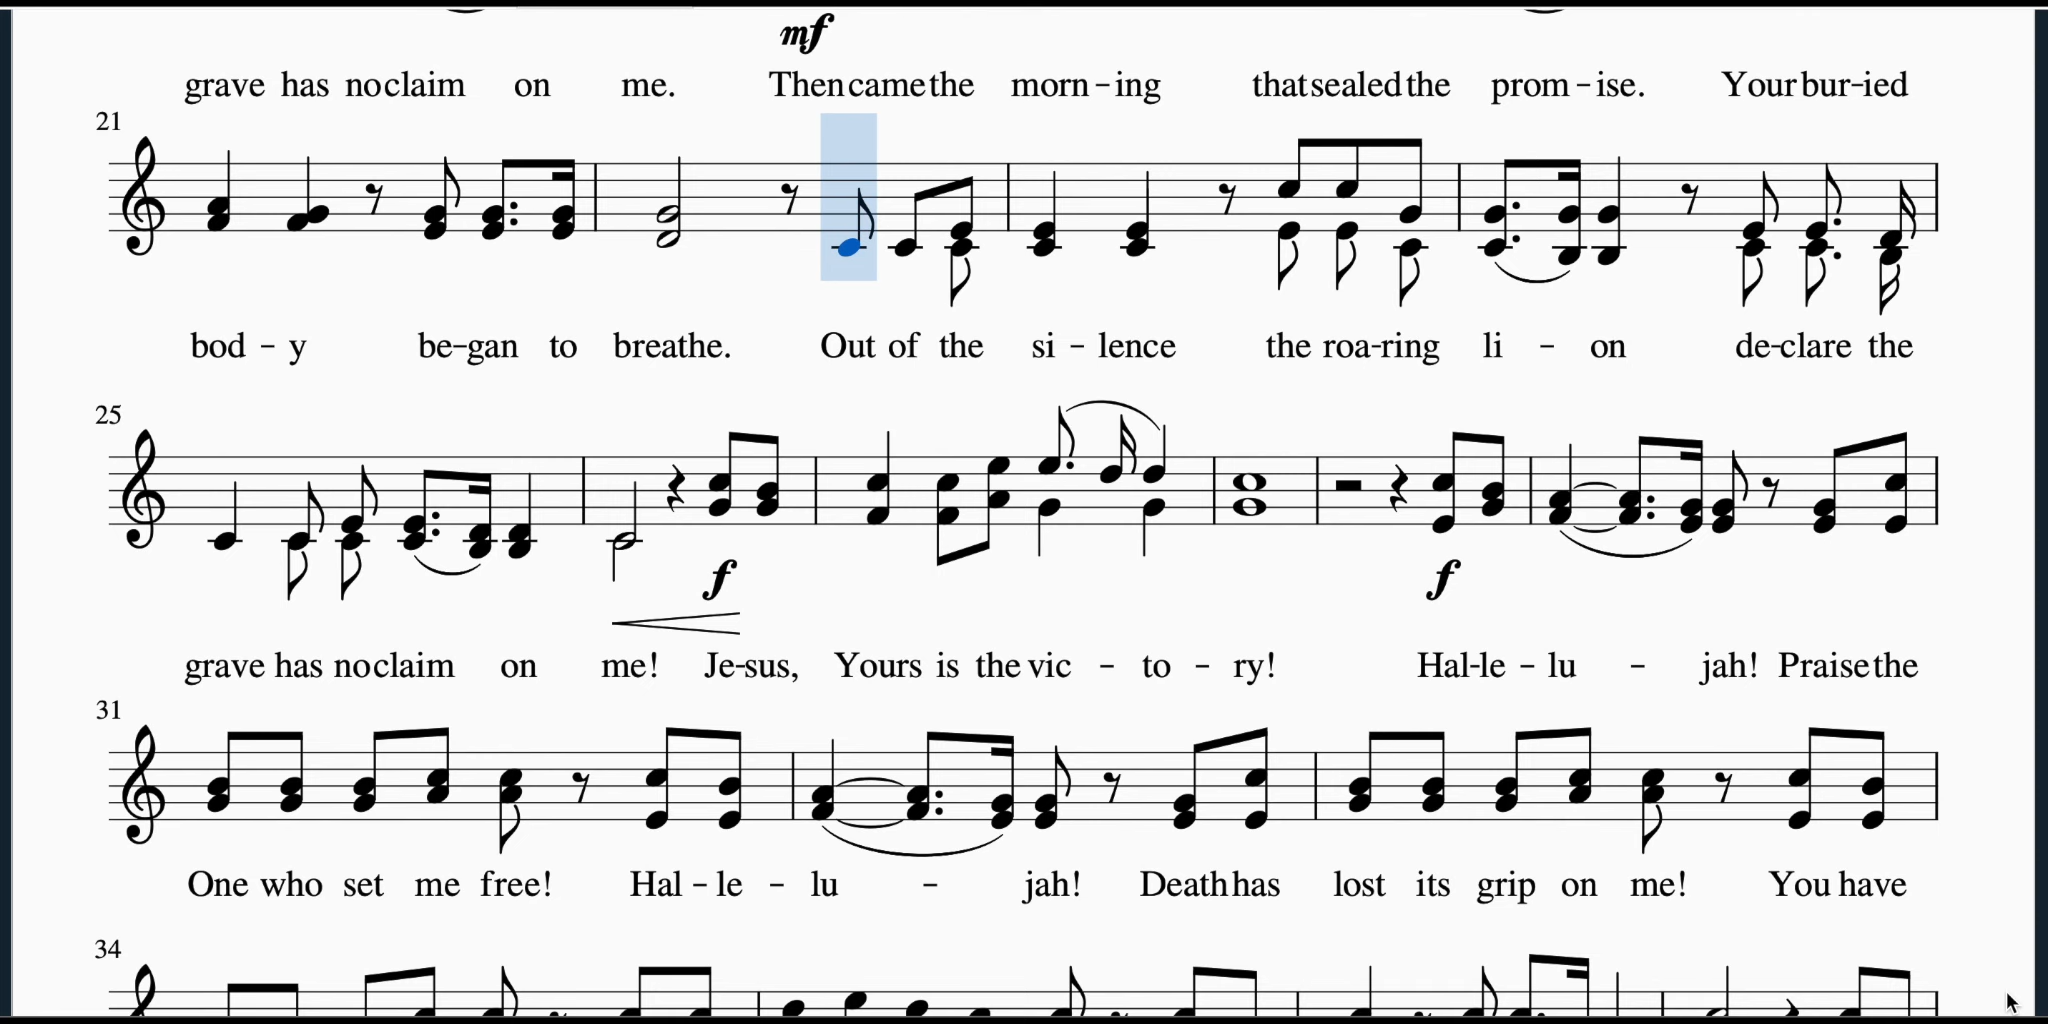 mf
grave has no claim on me. Then came the morn - ing that sealed the prom - ise. Your bur - ied
21
bod - y be - gan to breathe. Out of the si - lence the roa - ring li - on de - clare the
25
f f
grave has no claim on me! Je - sus, Yours is the vic - to - ry! Hal - le - lu - jah! Praise the
31
One who set me free! Hal - le - lu - jah! Death has lost its grip on me! You have
34